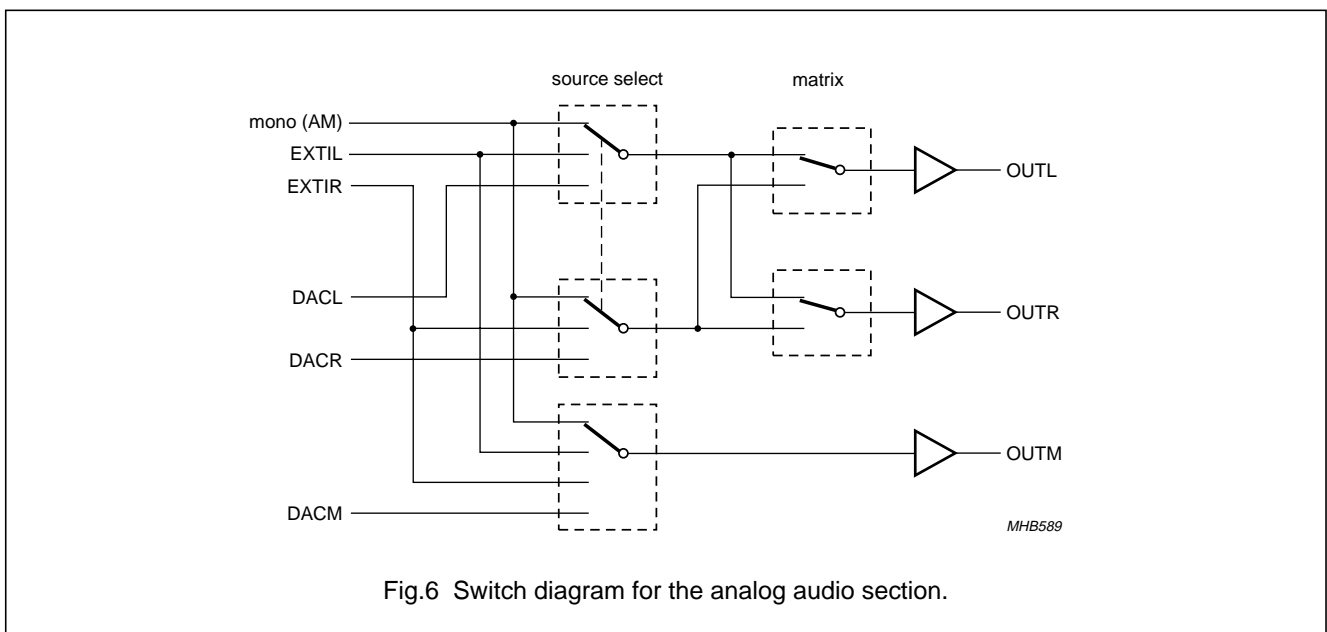 source select
matrix
mono (AM)
EXTIL
EXTIR
DACL
DACR
DACM
OUTL
OUTR
OUTM
MHB589
Fig.6 Switch diagram for the analog audio section.